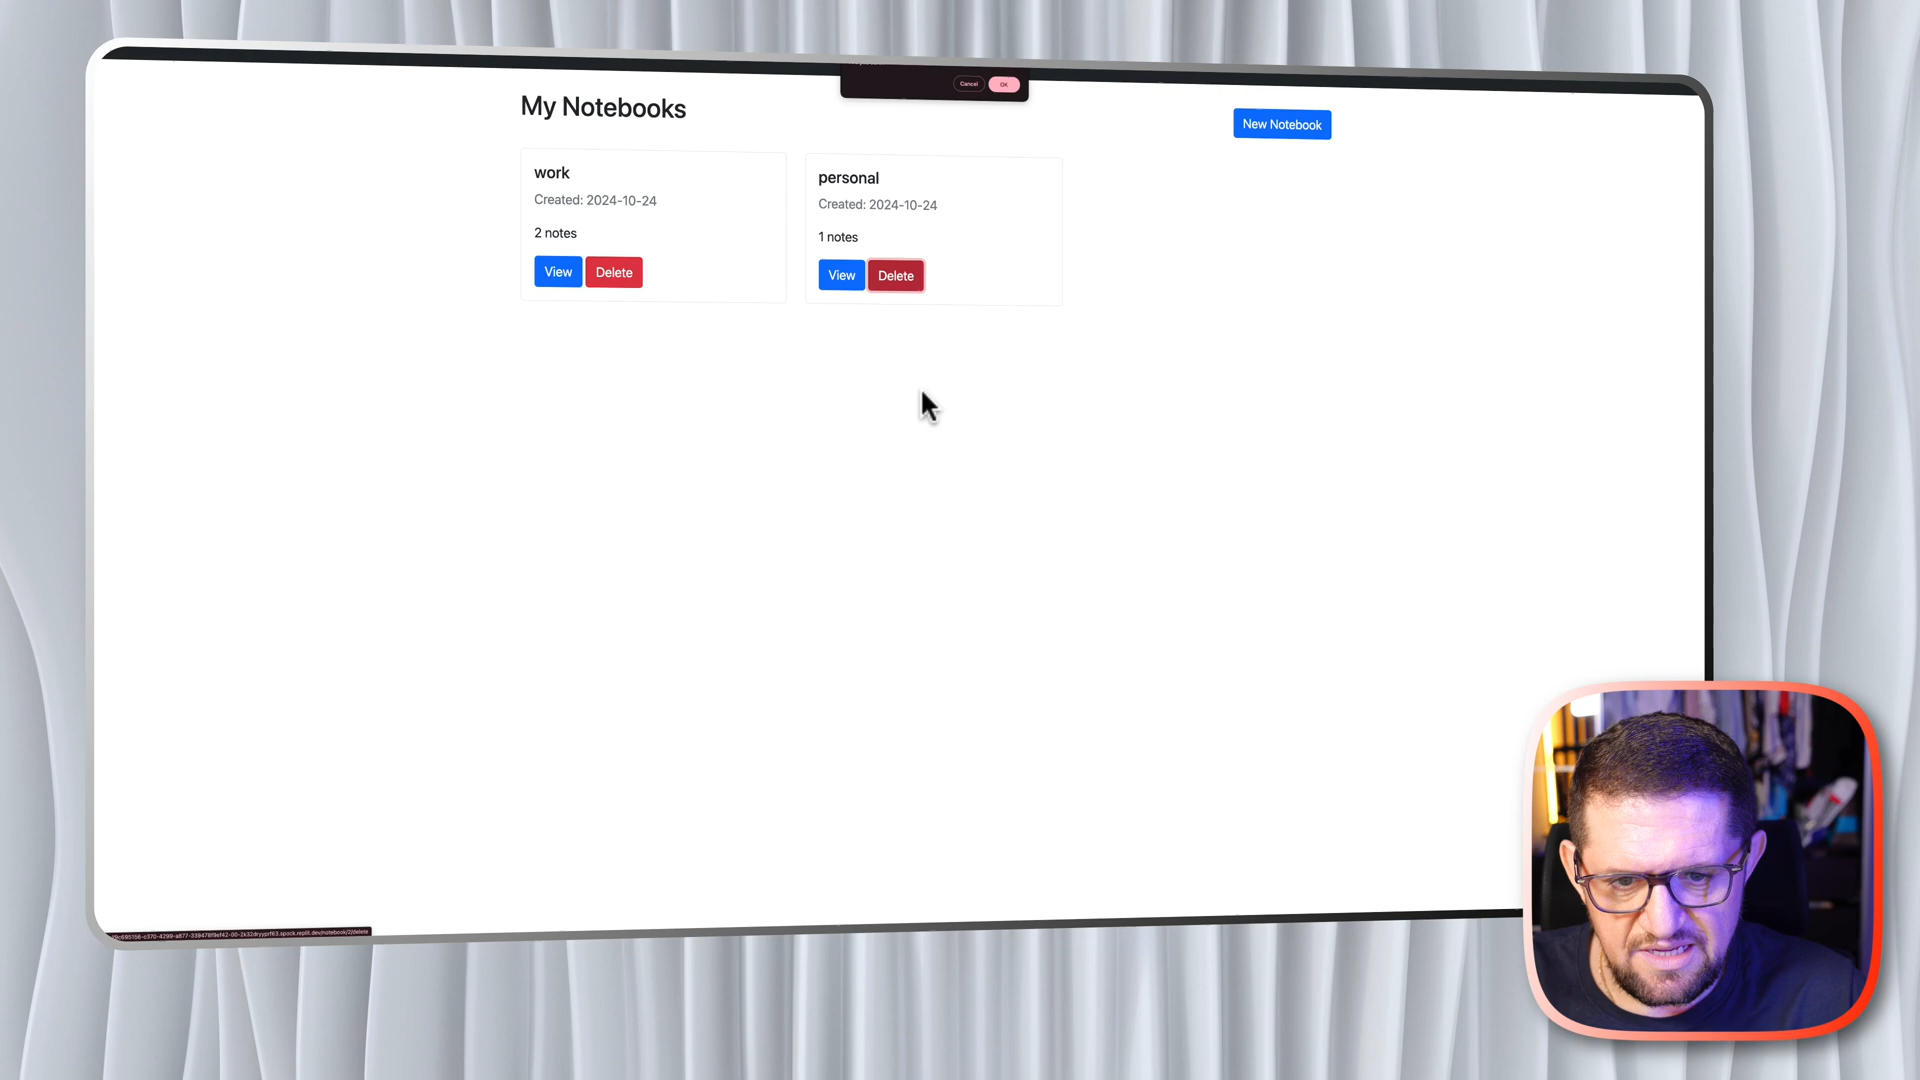 Cancel OK
My Notebooks
New Notebook
work
Created: 2024-10-24
2 notes
View Delete
personal
Created: 2024-10-24
1 notes
View Delete